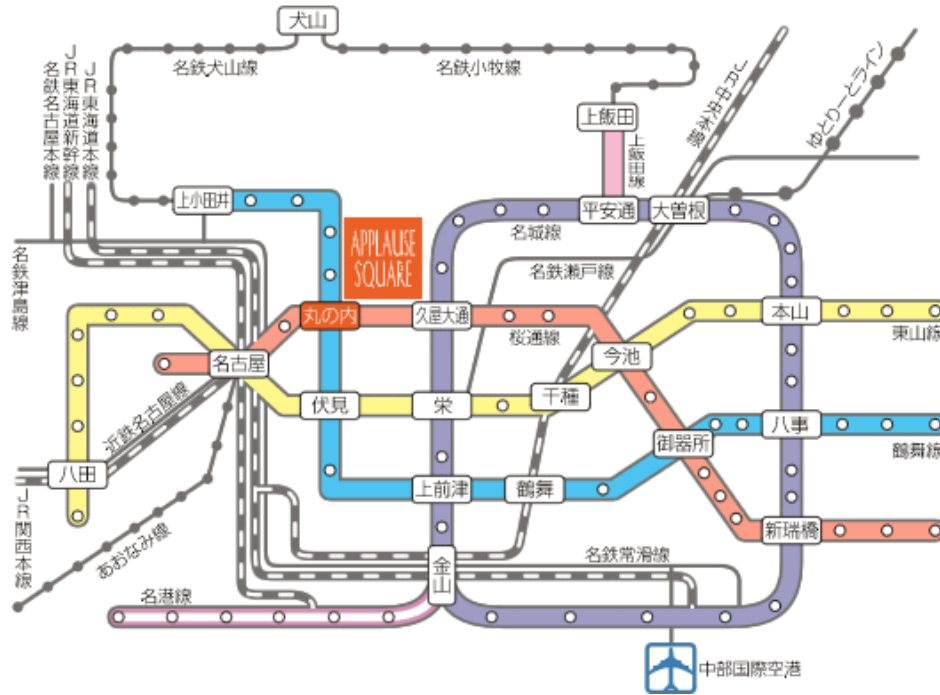 犬山
名鉄犬山線
名鉄小牧線
名鉄名古屋本線
JR東海道新幹線
JR東海道本線
上飯田
上飯田線
JR中央本線
ゆとりーとライン
上小田井
平安通
大曽根
名城線
APPLAUSE
SQUARE
名鉄瀬戸線
名鉄津島線
丸の内
久屋大通
桜通線
本山
東山線
名古屋
今池
千種
伏見
栄
近鉄名古屋線
八事
御器所
鶴舞線
八田
上前津
鶴舞
新瑞橋
JR関西本線
あおなみ線
金山
名鉄常滑線
名港線
中部国際空港